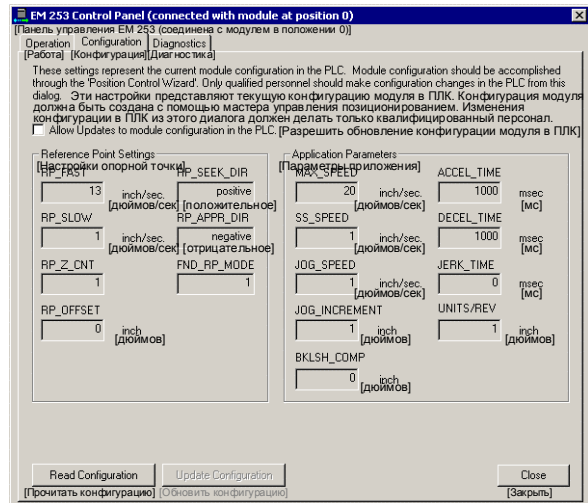 EM 253 Control Panel (connected with module at position 0)
[Панель управления EM 253 (соединена с модулем в положении 0)]
Operation Configuration Diagnostics
[Работа] [Конфигурация] [Диагностика]
These settings represent the current module configuration in the PLC. Module configuration should be accomplished
through the 'Position Control Wizard'. Only qualified personnel should make configuration changes in the PLC from this
dialog. Эти настройки представляют текущую конфигурацию модуля в ПЛК. Конфигурация модуля
должна быть создана с помощью мастера управления позиционированием. Изменения
конфигурации в ПЛК из этого диалога должен делать только квалифицированный персонал.
Allow Updates to module configuration in the PLC. [Разрешить обновление конфигурации модуля в ПЛК]
Reference Point Settings Application Parameters
[Настройки опорной точки] [Параметры приложения]
RP_FAST RP_SEEK_DIR MAX_SPEED ACCEL_TIME
13 inch/sec. positive 20 inch/sec. 1000 msec
[дюймов/сек] [положительное] [дюймов/сек] [мс]
RP_SLOW RP_APPR_DIR SS_SPEED DECEL_TIME
1 inch/sec. negative 1 inch/sec. 1000 msec
[дюймов/сек] [отрицательное] [дюймов/сек] [мс]
RP_Z_CNT FND_RP_MODE JOG_SPEED JERK_TIME
1 1 1 inch/sec. 0 msec
[дюймов/сек] [мс]
RP_OFFSET JOG_INCREMENT UNITS/REV
0 inch 1 inch 1 inch
[дюймов] [дюймов] [дюймов]
BKLSH_COMP
0 inch
[дюймов]
Read Configuration Update Configuration Close
[Прочитать конфигурацию] [Обновить конфигурацию] [Закрыть]